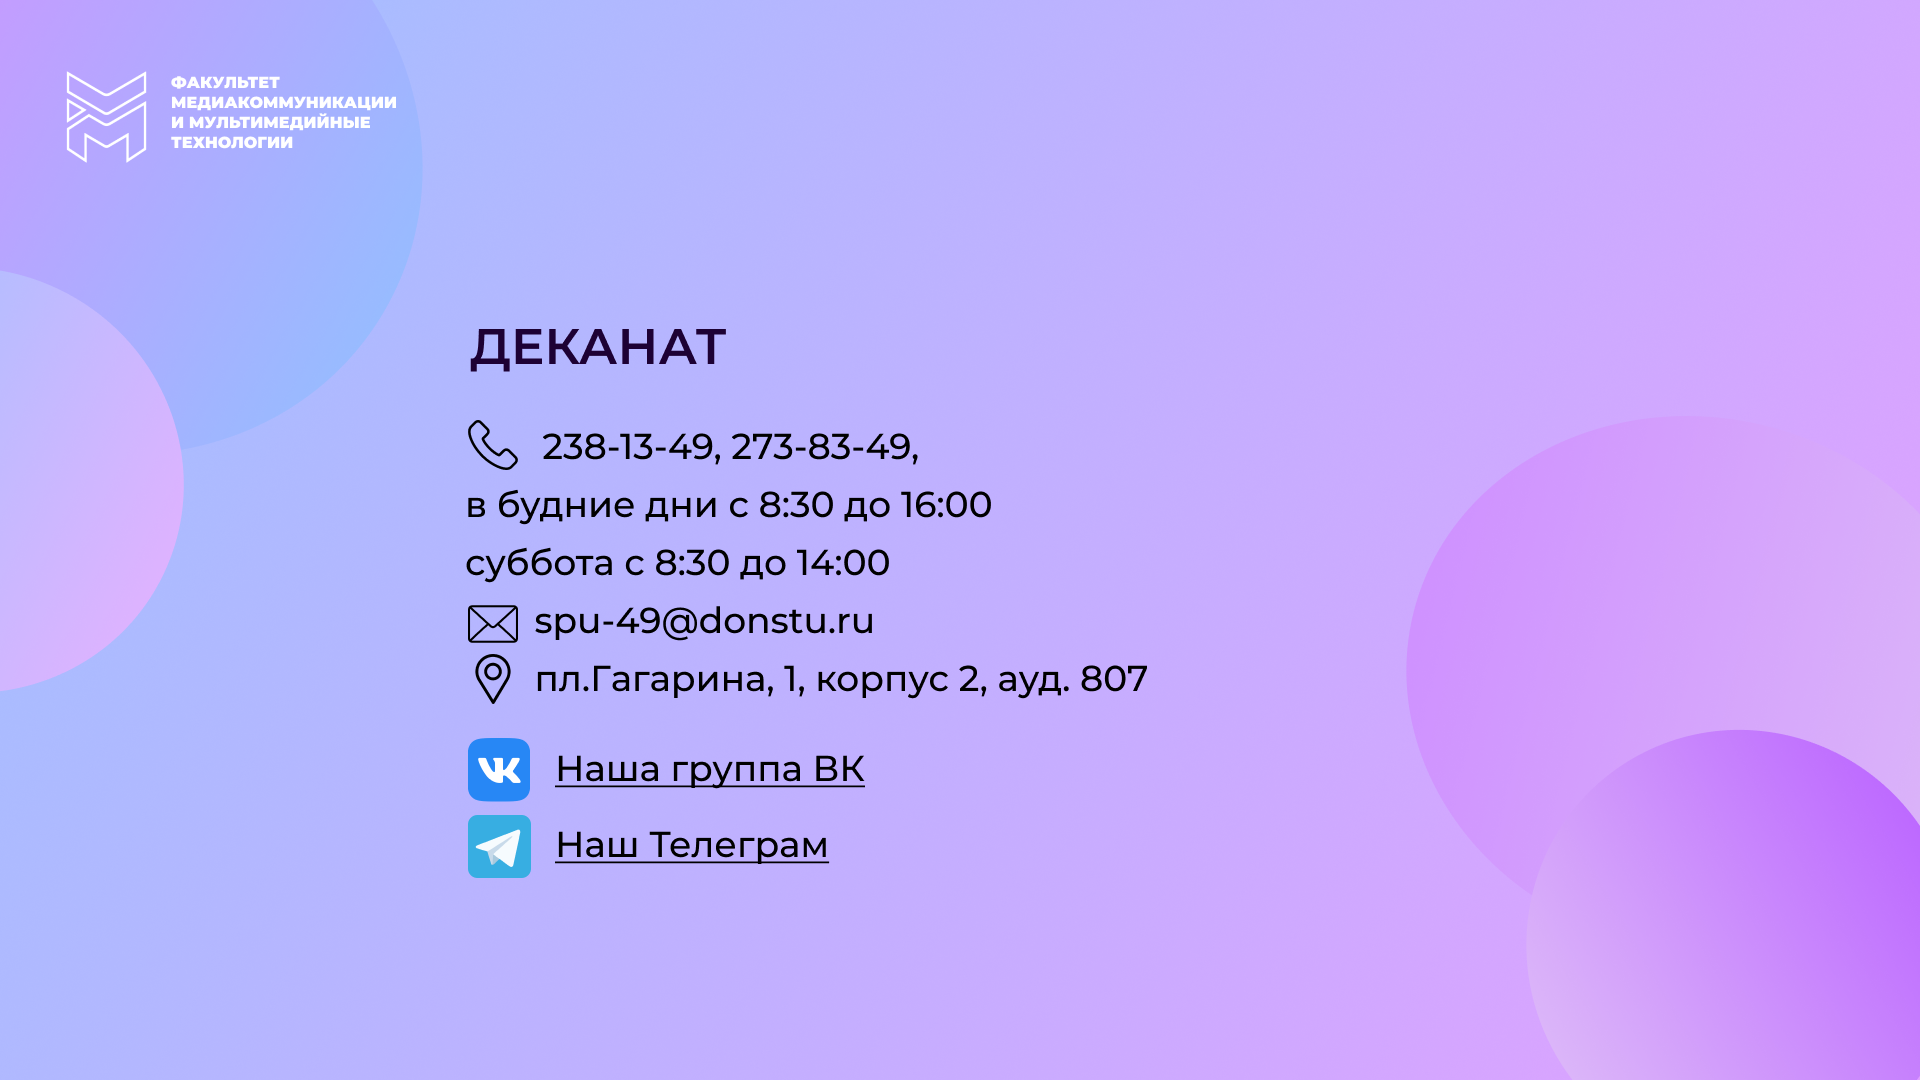 ФАКУЛЬТЕТ
МЕДИАКОММУНИКАЦИИ
И МУЛЬТИМЕДИЙНЫЕ
ТЕХНОЛОГИИ
ДЕКАНАТ
238-13-49, 273-83-49,
в будние дни с 8:30 до 16:00
суббота с 8:30 до 14:00
spu-49@donstu.ru
пл.Гагарина, 1, корпус 2, ауд. 807
Наша группа ВК
Наш Телеграм